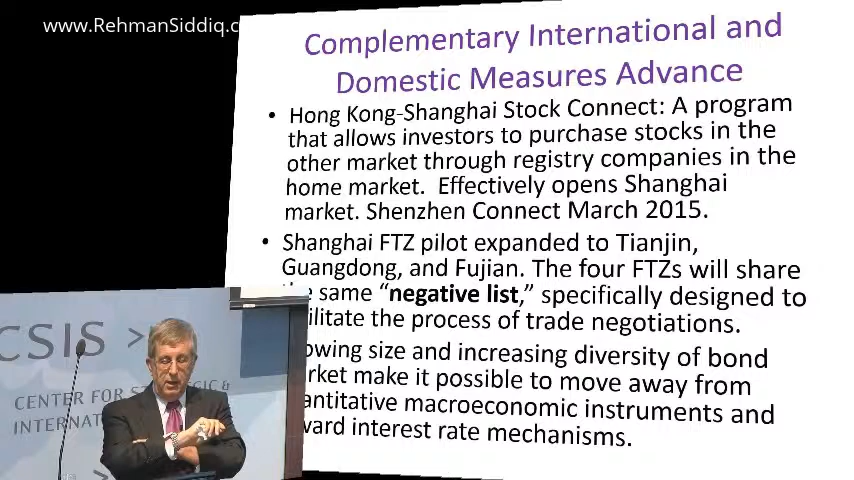 www.RehmanSiddiq.c
Complementary International and
Domestic Measures Advance
• Hong Kong-Shanghai Stock Connect: A program
that allows investors to purchase stocks in the
other market through registry companies in the
home market. Effectively opens Shanghai
market. Shenzhen Connect March 2015.
• Shanghai FTZ pilot expanded to Tianjin,
Guangdong, and Fujian. The four FTZs will share
the same “negative list,” specifically designed to
ilitate the process of trade negotiations.
owing size and increasing diversity of bond
rket make it possible to move away from
antitative macroeconomic instruments and
ward interest rate mechanisms.
CSIS
CENTER FOR ST GIC &
INTERNAT